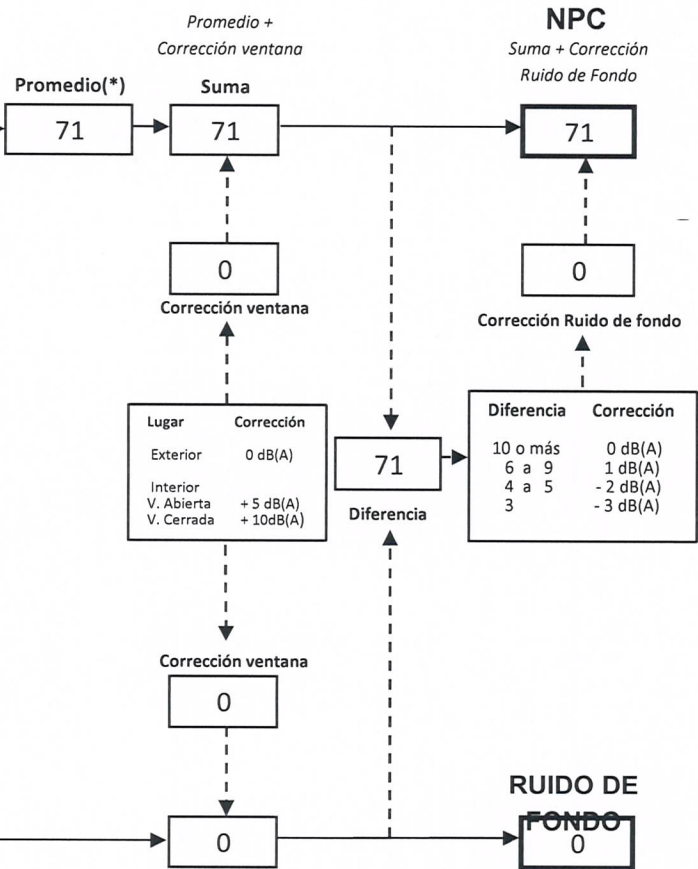 Promedio +
Corrección ventana
NPC
Suma + Corrección
Ruido de Fondo
Promedio(*)
Suma
71
71
71
0
0
Corrección ventana
Corrección Ruido de fondo
Lugar Corrección
Exterior 0 dB(A)
Interior
V. Abierta + 5 dB(A)
V. Cerrada + 10dB(A)
71
Diferencia
Diferencia Corrección
10 o más 0 dB(A)
6 a 9 1 dB(A)
4 a 5 - 2 dB(A)
3 - 3 dB(A)
Corrección ventana
0
RUIDO DE
FONDO
0
0